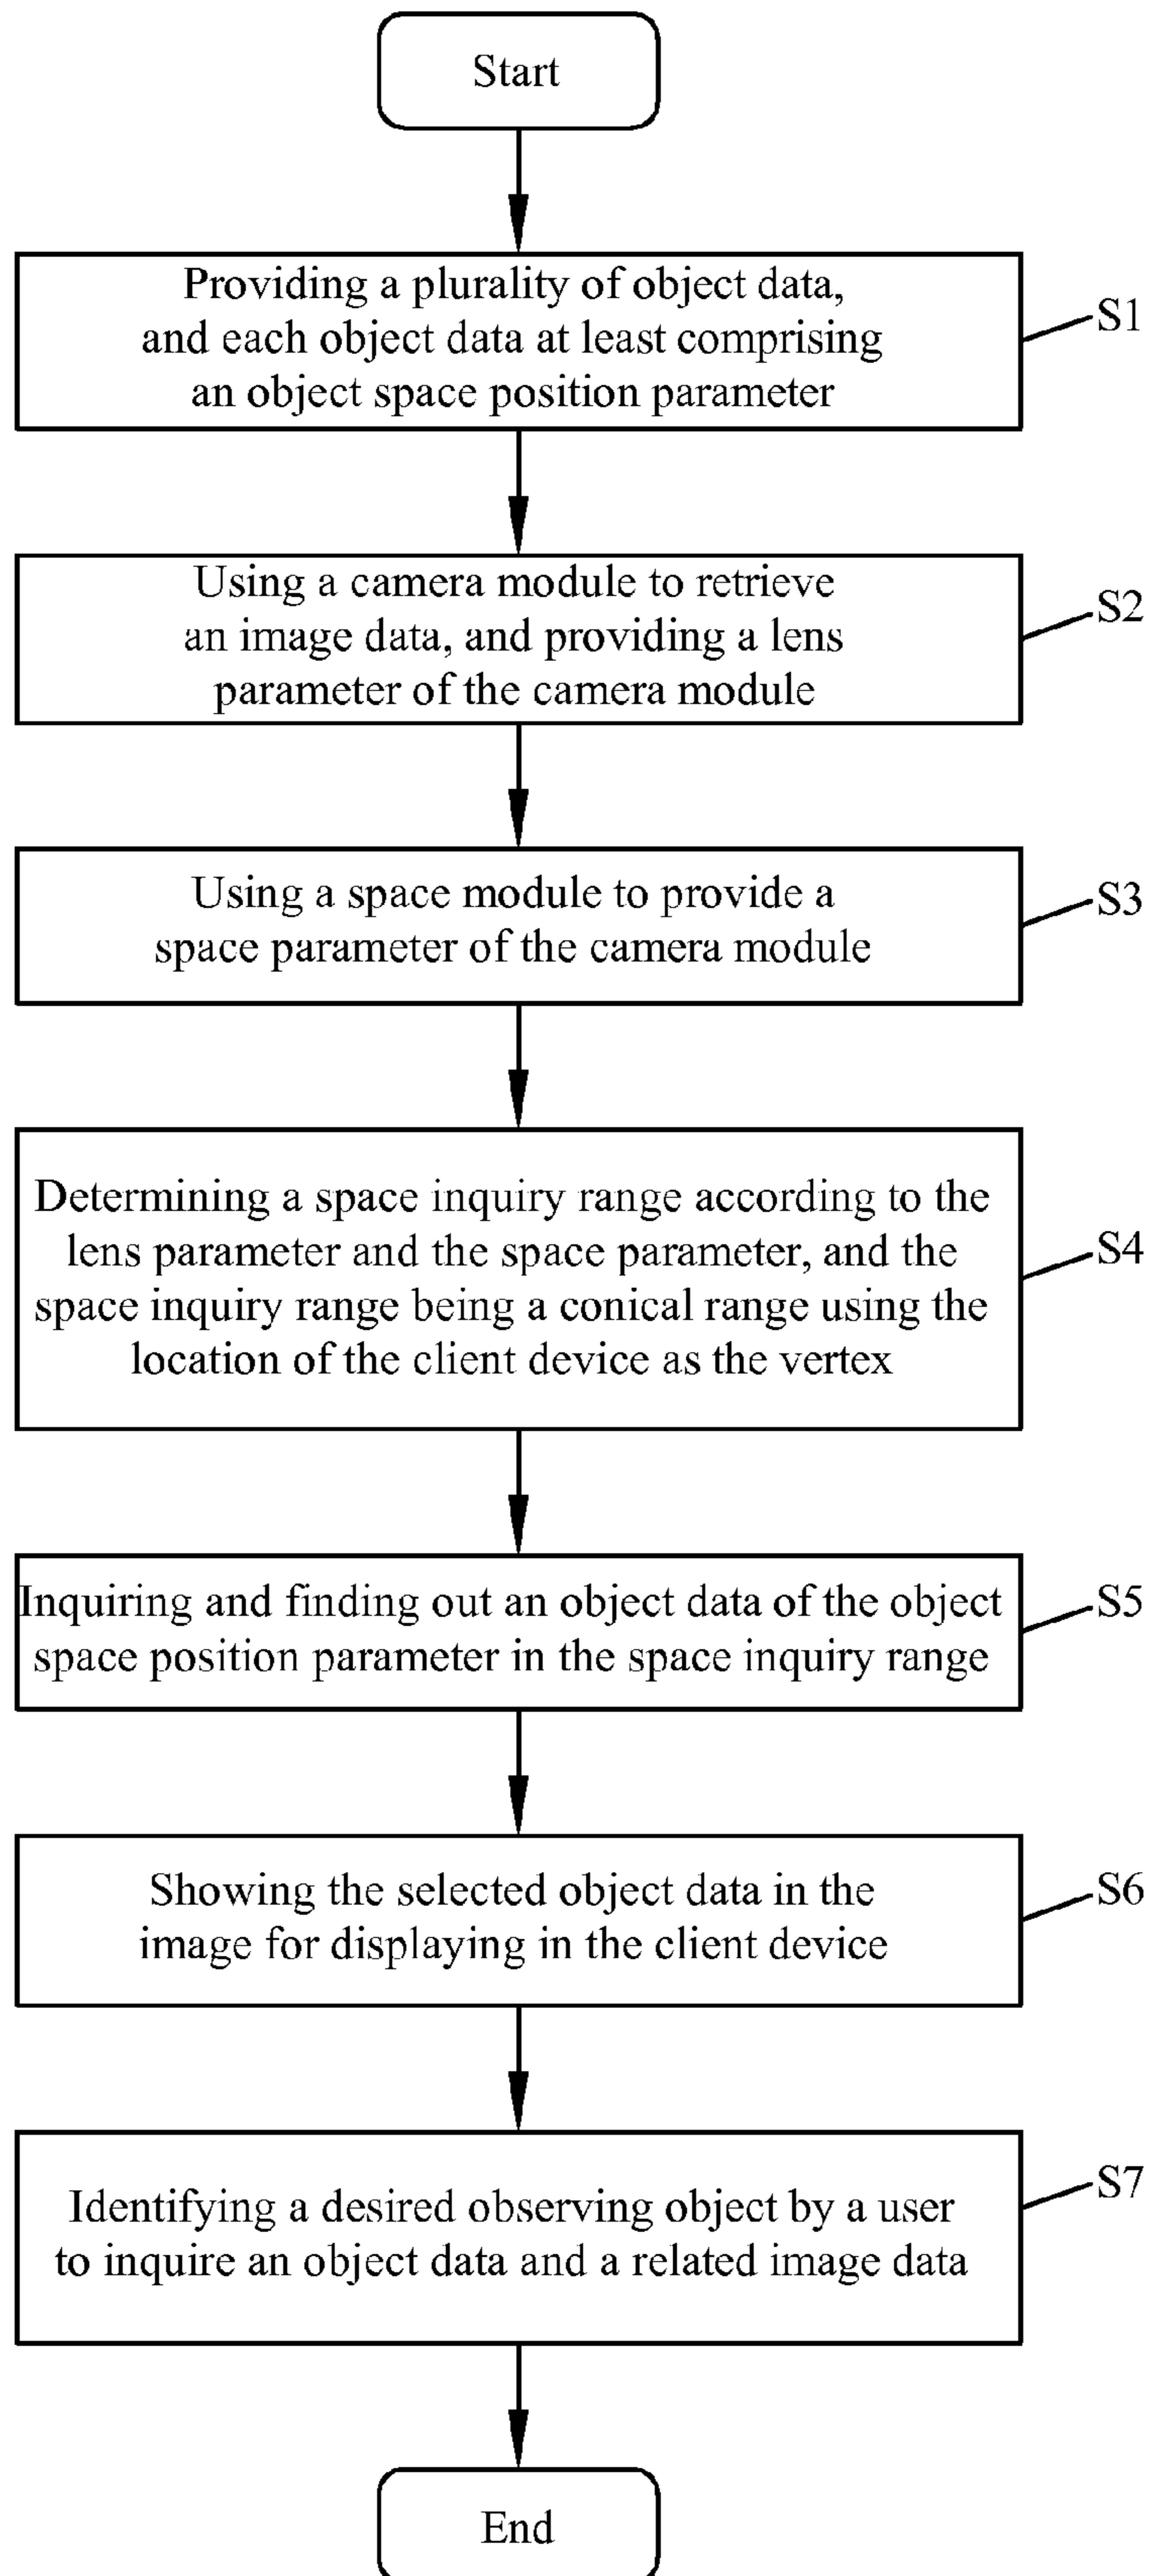 Start
Providing a plurality of object data,
and each object data at least comprising
an object space position parameter
S1
Using a camera module to retrieve
an image data, and providing a lens
parameter of the camera module
S2
Using a space module to provide a
space parameter of the camera module
S3
Determining a space inquiry range according to the
lens parameter and the space parameter, and the
space inquiry range being a conical range using the
location of the client device as the vertex
S4
Inquiring and finding out an object data of the object
space position parameter in the space inquiry range
S5
Showing the selected object data in the
image for displaying in the client device
S6
Identifying a desired observing object by a user
to inquire an object data and a related image data
S7
End